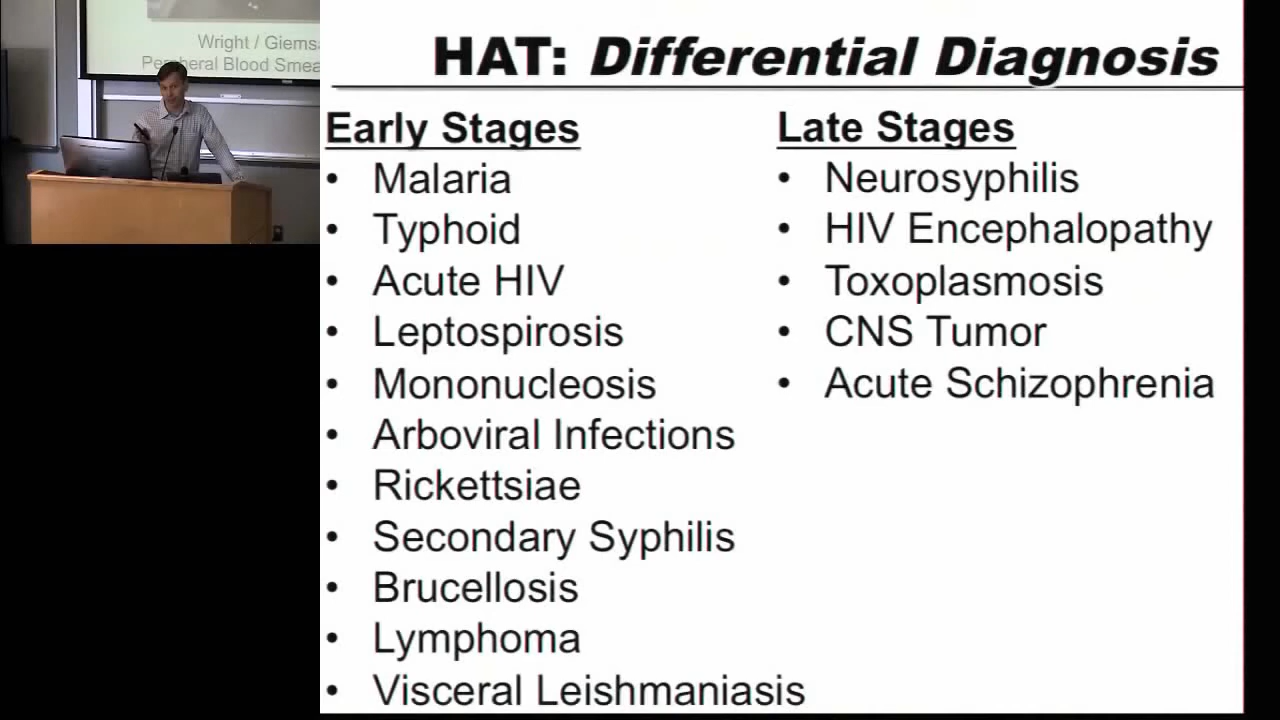 Wright / Giemsa
Peripheral Blood Smea
HAT: Differential Diagnosis
Early Stages
• Malaria
• Typhoid
• Acute HIV
• Leptospirosis
• Mononucleosis
• Arboviral Infections
• Rickettsiae
• Secondary Syphilis
• Brucellosis
• Lymphoma
• Visceral Leishmaniasis
Late Stages
• Neurosyphilis
• HIV Encephalopathy
• Toxoplasmosis
• CNS Tumor
• Acute Schizophrenia